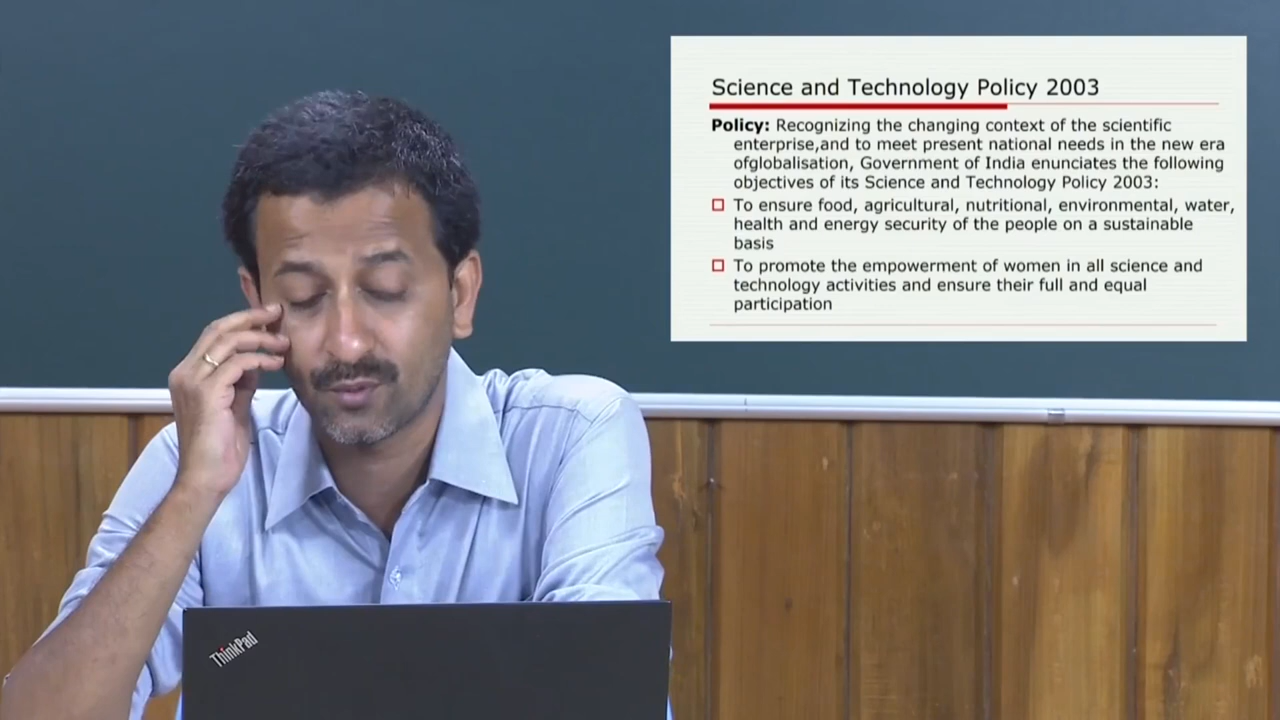 Science and Technology Policy 2003
Policy: Recognizing the changing context of the scientific
enterprise,and to meet present national needs in the new era
ofglobalisation, Government of India enunciates the following
objectives of its Science and Technology Policy 2003:
To ensure food, agricultural, nutritional, environmental, water,
health and energy security of the people on a sustainable
basis
To promote the empowerment of women in all science and
technology activities and ensure their full and equal
participation
ThinkPad